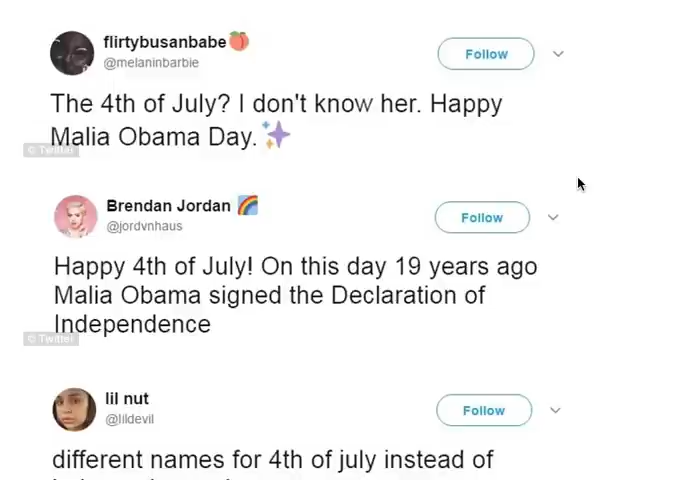 flirtybusanbabe🍑
@melaninbarbie
Follow
The 4th of July? I don't know her. Happy
Malia Obama Day.✨
© Twitter
Brendan Jordan 🌈
@jordvnhaus
Follow
Happy 4th of July! On this day 19 years ago
Malia Obama signed the Declaration of
Independence
© Twitter
lil nut
@lildevil
Follow
different names for 4th of july instead of